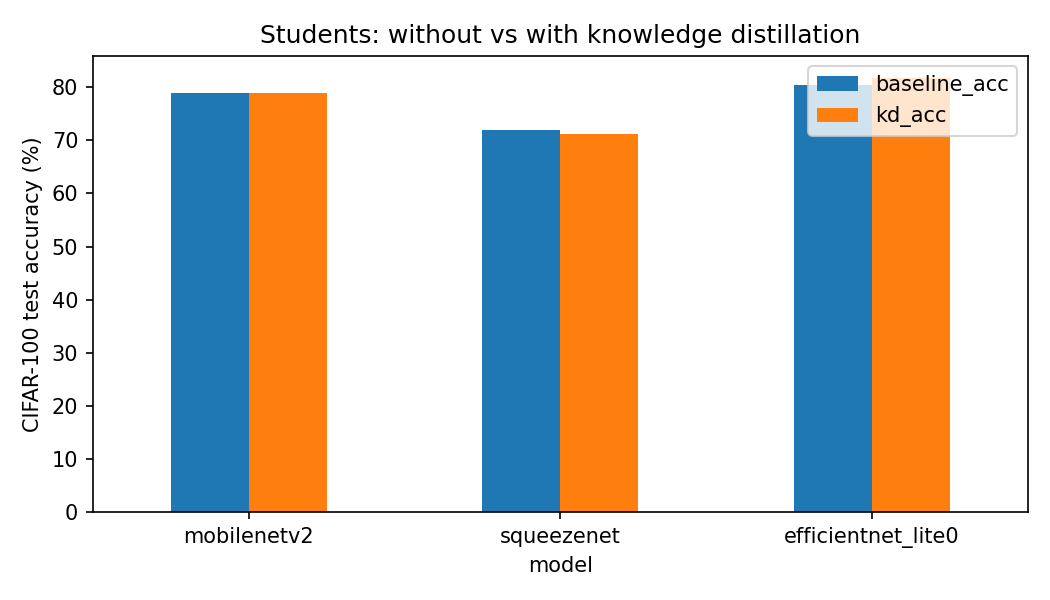 Students: without vs with knowledge distillation
baseline_acc
kd_acc
CIFAR-100 test accuracy (%)
80
70
60
50
40
30
20
10
0
mobilenetv2
squeezenet
efficientnet_lite0
model